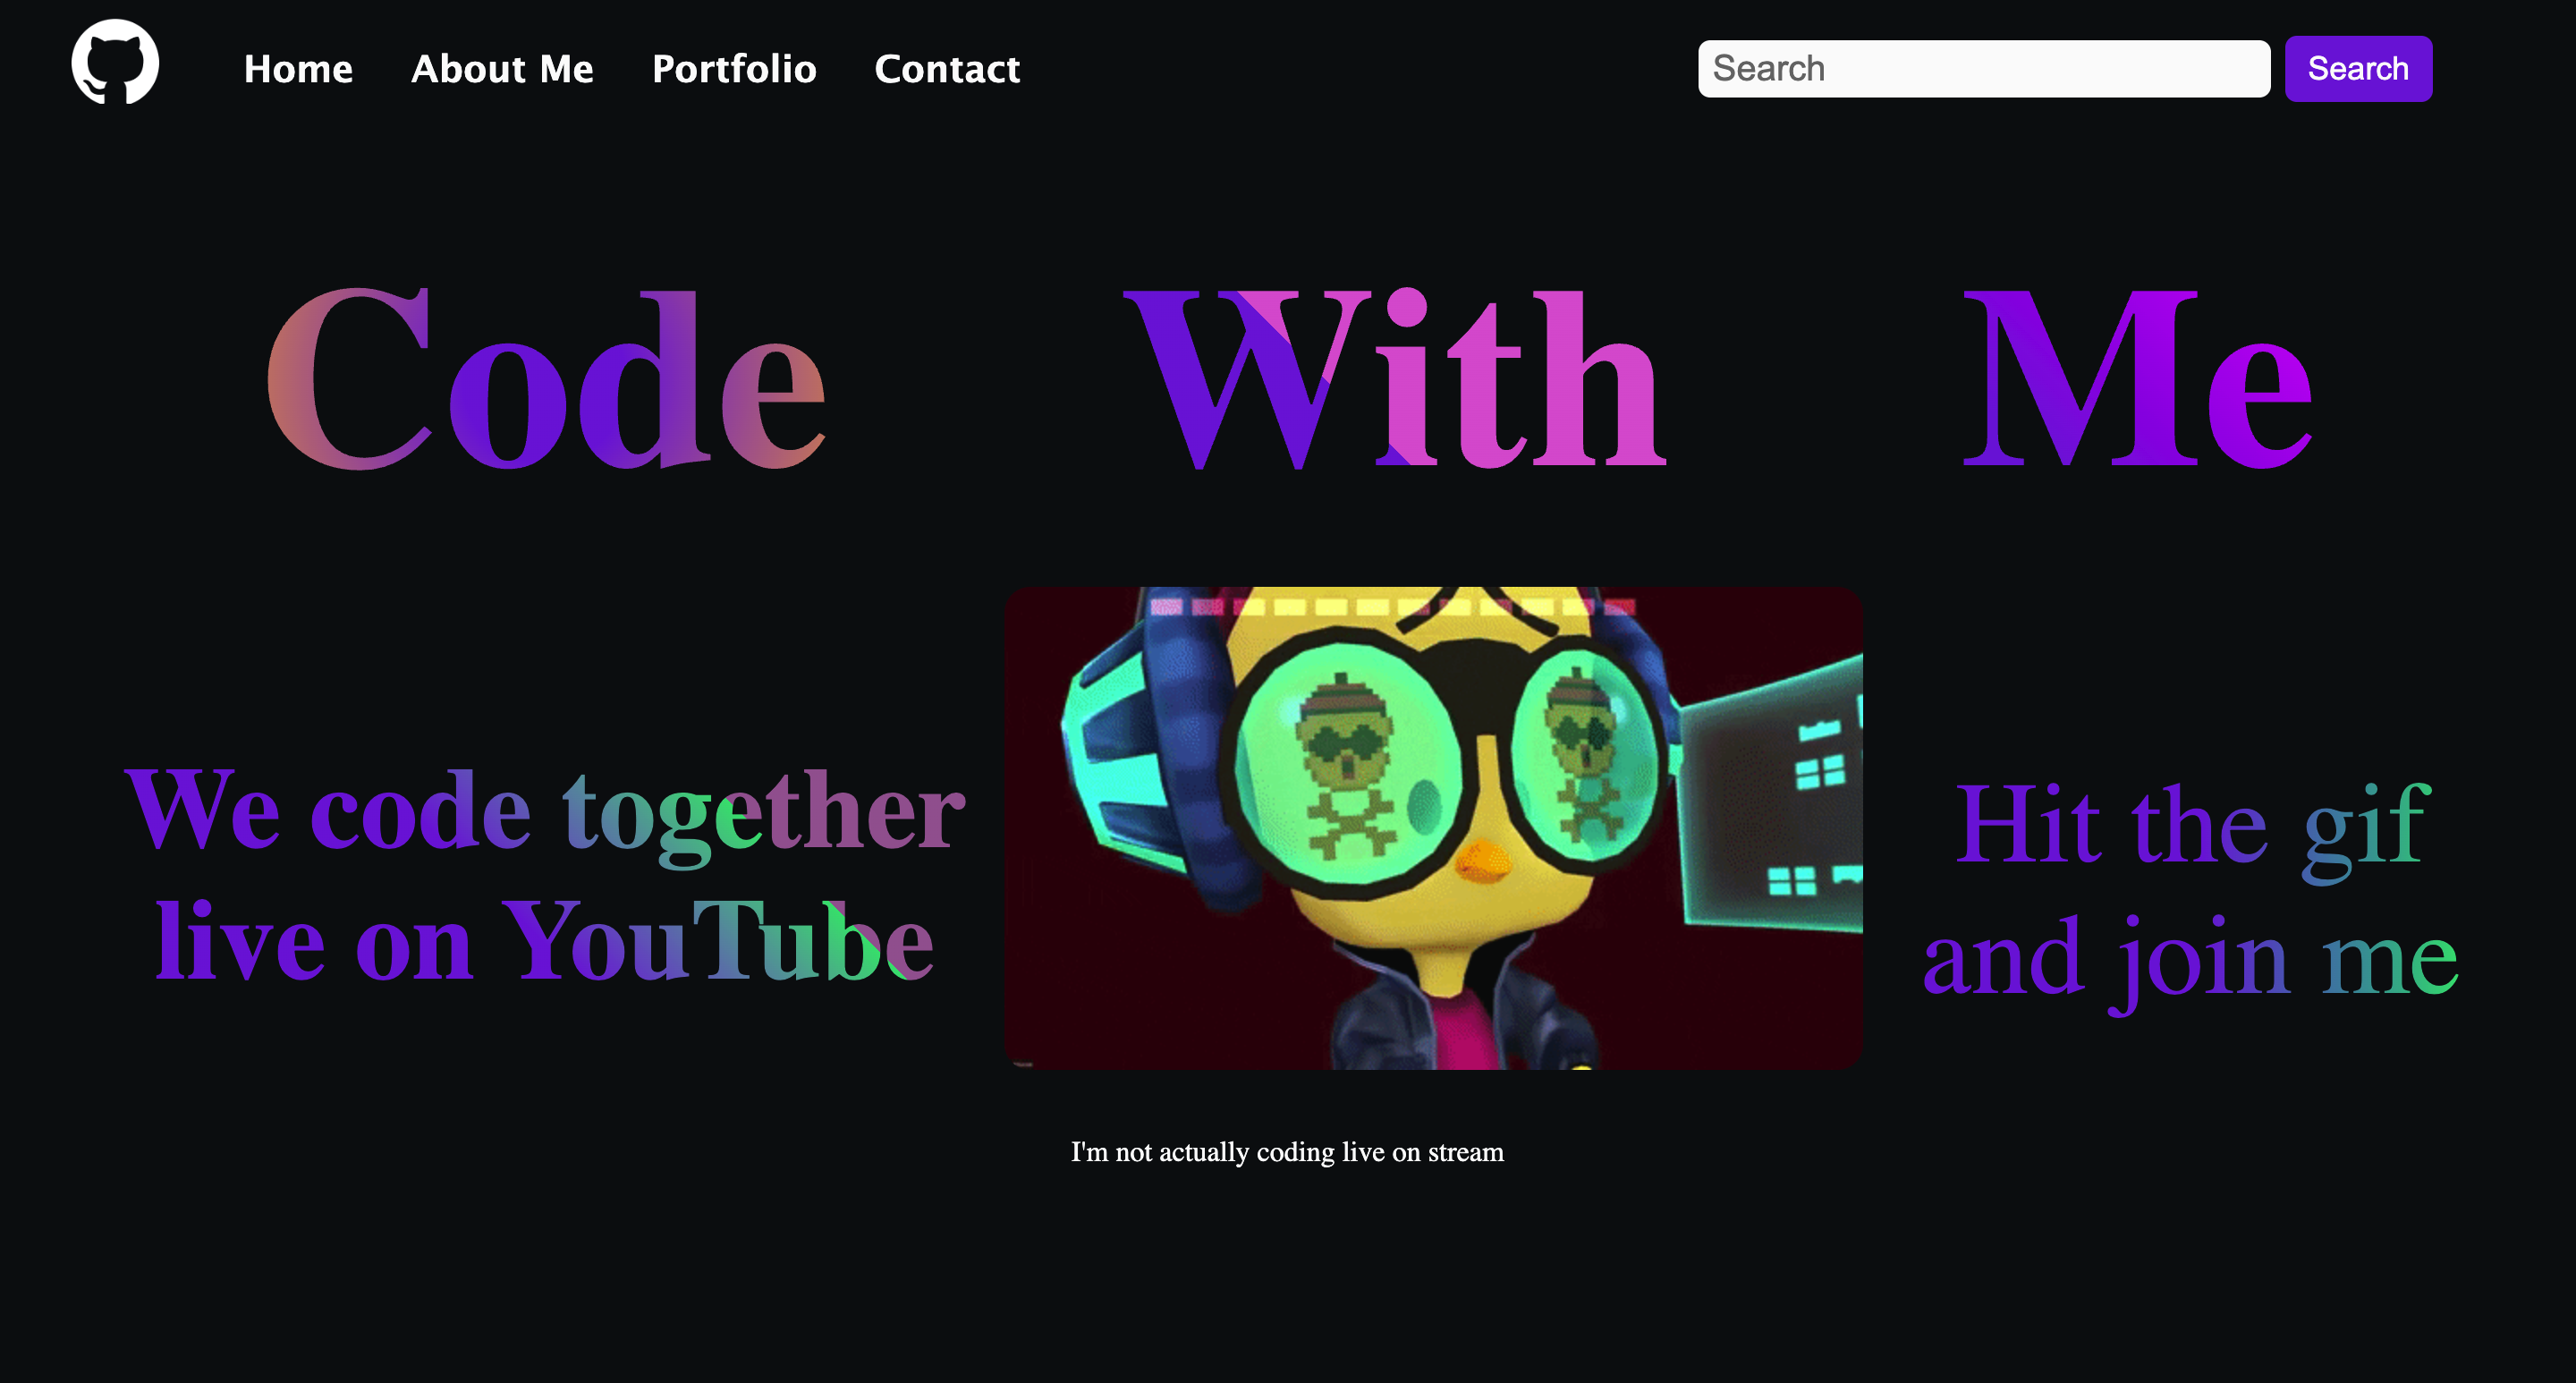 Home About Me Portfolio Contact Search Search
Code With Me
We code together
live on YouTube
Hit the gif
and join me
I'm not actually coding live on stream